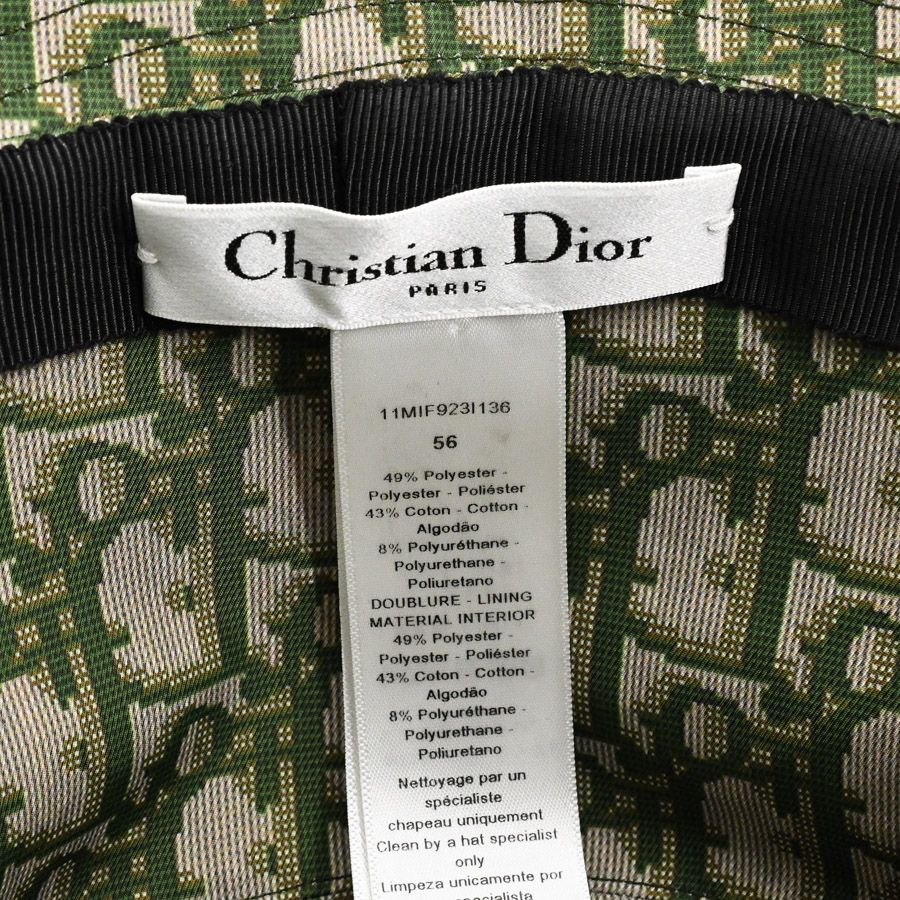 Christian Dior
PARIS
11MIF923I136
56
49% Polyester -
Polyester - Poliéster
43% Coton - Cotton -
Algodão
8% Polyuréthane -
Polyurethane -
Poliuretano
DOUBLURE - LINING
MATERIAL INTERIOR
49% Polyester -
Polyester - Poliéster
43% Coton - Cotton -
Algodão
8% Polyuréthane -
Polyurethane -
Poliuretano
Nettoyage par un
spécialiste
chapeau uniquement
Clean by a hat specialist
only
Limpeza unicamente por
especialista